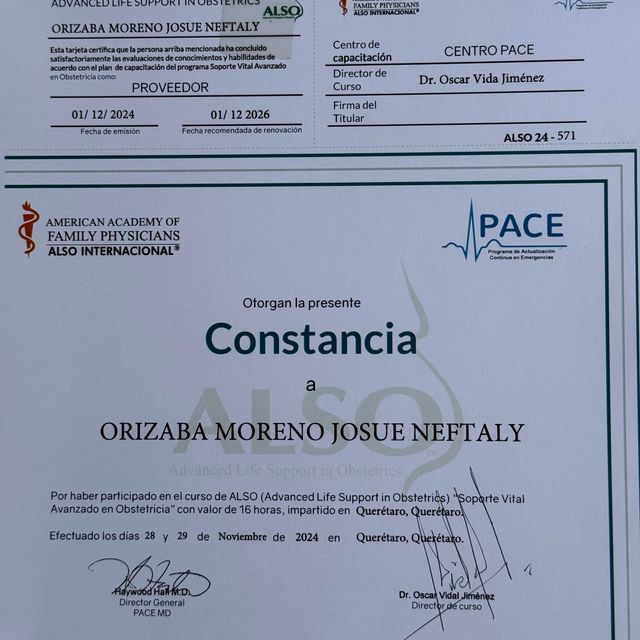 ADVANCED LIFE SUPPORT IN OBSTETRICS
ALSO
ORIZABA MORENO JOSUE NEFTALY
Esta tarjeta certifica que la persona arriba mencionada ha concluido
satisfactoriamente las evaluaciones de conocimientos y habilidades de
acuerdo con el plan de capacitación del programa Soporte Vital Avanzado
en Obstetricia como:
PROVEEDOR
01/ 12/ 2024
01/ 12 2026
Fecha de emisión
Fecha recomendada de renovación
FAMILY PHYSICIANS
ALSO INTERNACIONAL®
Centro de
capacitación
CENTRO PACE
Director de
Curso
Dr. Oscar Vida Jiménez
Firma del
Titular
ALSO 24 - 571
AMERICAN ACADEMY OF
FAMILY PHYSICIANS
ALSO INTERNACIONAL®
PACE
Programa de Actualización
Continua en Emergencias
Otorgan la presente
Constancia
a
ALSO
ORIZABA MORENO JOSUE NEFTALY
Advanced Life Support in Obstetrics
Por haber participado en el curso de ALSO (Advanced Life Support in Obstetrics) "Soporte Vital
Avanzado en Obstetricia" con valor de 16 horas, impartido en Querétaro, Querétaro.
Efectuado los días 28 y 29 de Noviembre de 2024 en Querétaro, Querétaro.
Haywood Hall M.D.
Director General
PACE MD
Dr. Oscar Vidal Jiménez
Director de curso